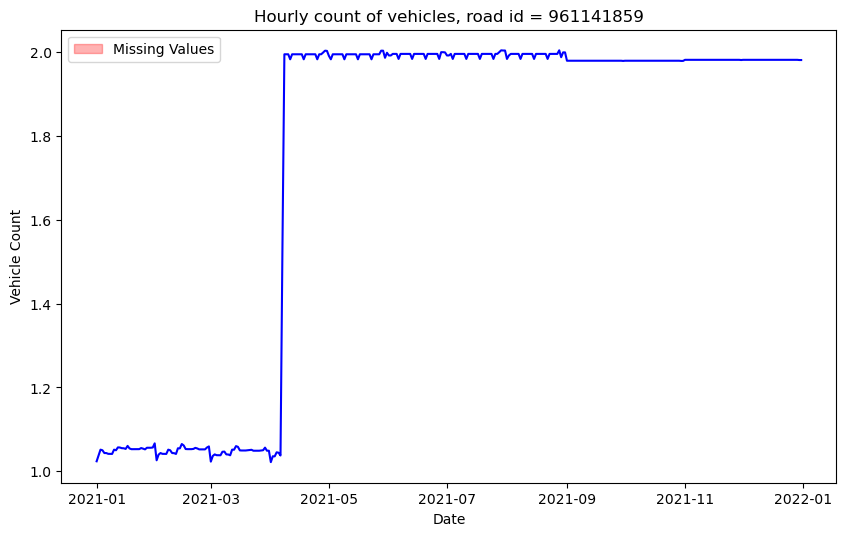 Hourly count of vehicles, road id = 961141859
Missing Values
Vehicle Count
2.0
1.8
1.6
1.4
1.2
1.0
2021-01 2021-03 2021-05 2021-07 2021-09 2021-11 2022-01
Date